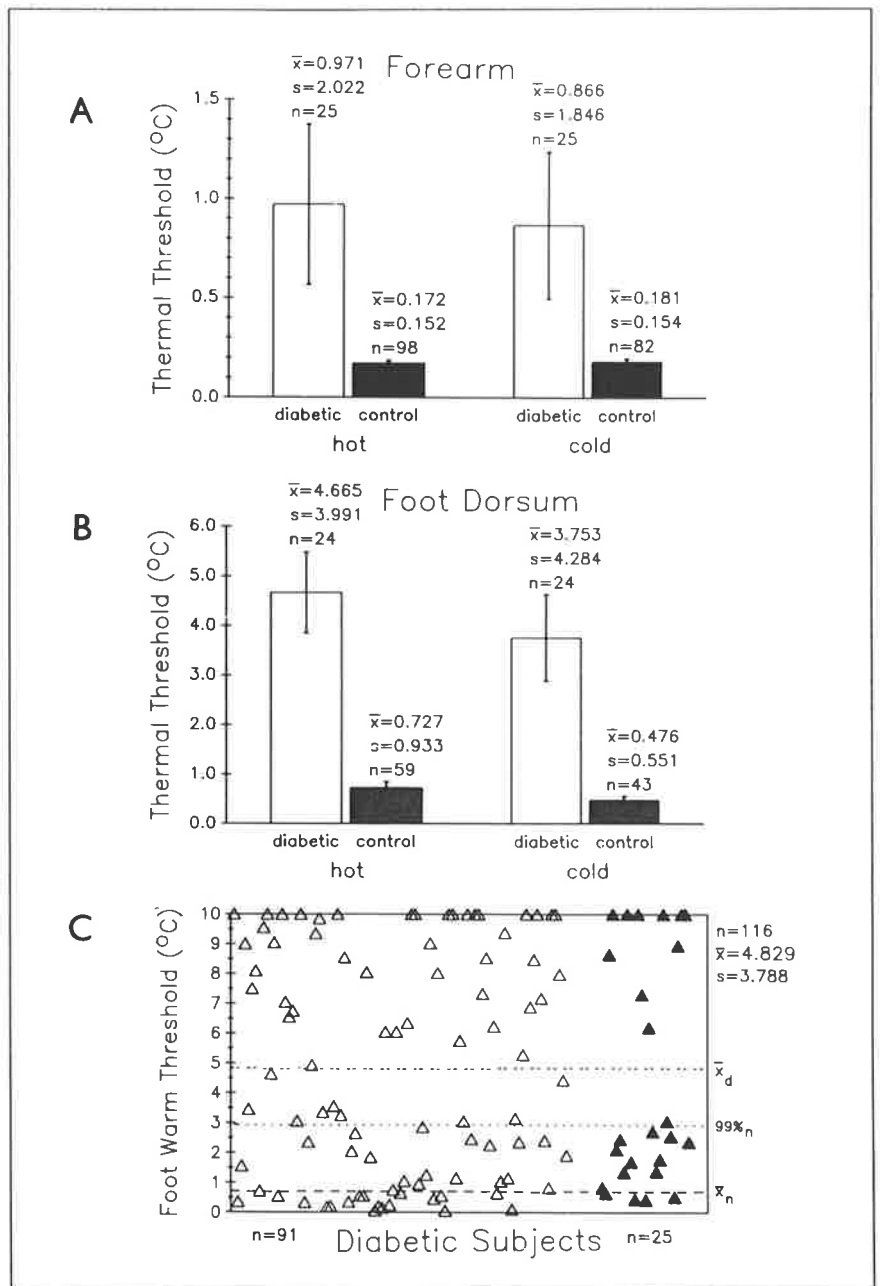 A
Forearm
x̄=0.971
s=2.022
n=25
x̄=0.866
s=1.846
n=25
x̄=0.172
s=0.152
n=98
x̄=0.181
s=0.154
n=82
Thermal Threshold (°C)
1.5
1.0
0.5
0.0
diabetic control diabetic control
hot cold
B
Foot Dorsum
x̄=4.665
s=3.991
n=24
x̄=3.753
s=4.284
n=24
x̄=0.727
s=0.933
n=59
x̄=0.476
s=0.551
n=43
Thermal Threshold (°C)
6.0
5.0
4.0
3.0
2.0
1.0
0.0
diabetic control diabetic control
hot cold
C
Foot Warm Threshold (°C)
10
9
8
7
6
5
4
3
2
1
0
n=116
x̄=4.829
s=3.788
x̄d
99%n
x̄n
n=91 Diabetic Subjects n=25